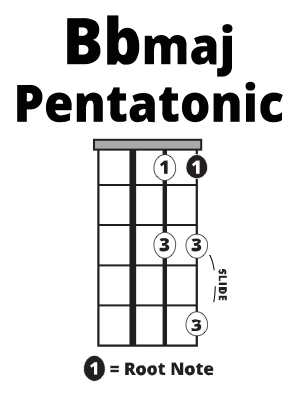 Bbmaj
Pentatonic
1 1
3 3
SLIDE
3
1 = Root Note